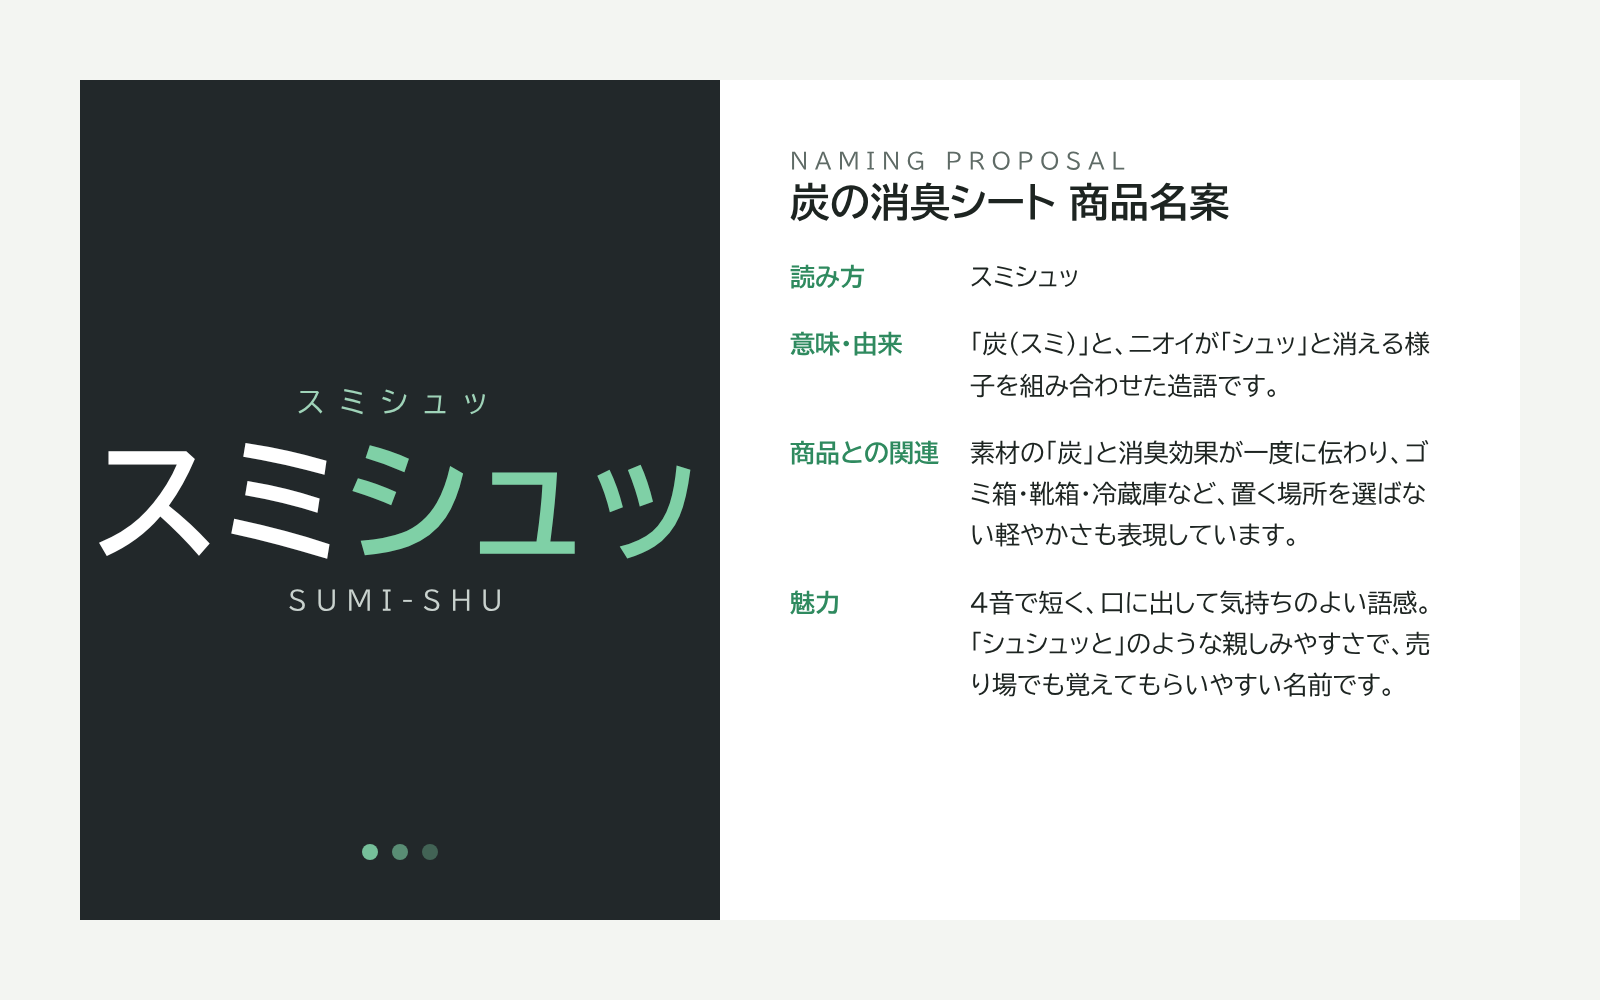 スミシュッ
スミシュッ
SUMI-SHU
NAMING PROPOSAL
炭の消臭シート 商品名案
読み方
スミシュッ
意味・由来
「炭(スミ)」と、ニオイが「シュッ」と消える様
子を組み合わせた造語です。
商品との関連
素材の「炭」と消臭効果が一度に伝わり、ゴ
ミ箱・靴箱・冷蔵庫など、置く場所を選ばな
い軽やかさも表現しています。
魅力
4音で短く、口に出して気持ちのよい語感。
「シュシュッと」のような親しみやすさで、売
り場でも覚えてもらいやすい名前です。